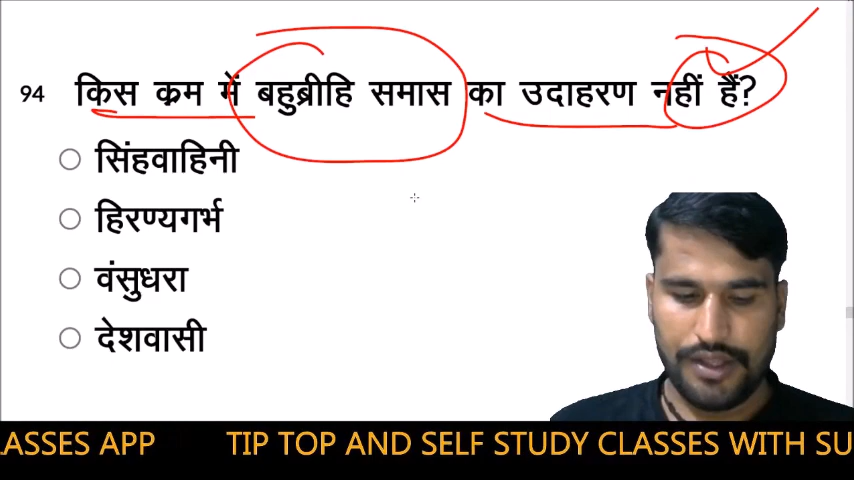 94 किस क्रम में बहुब्रीहि समास का उदाहरण नहीं हैं?
सिंहवाहिनी
हिरण्यगर्भ
वंसुधरा
देशवासी
ASSES APP TIP TOP AND SELF STUDY CLASSES WITH SU